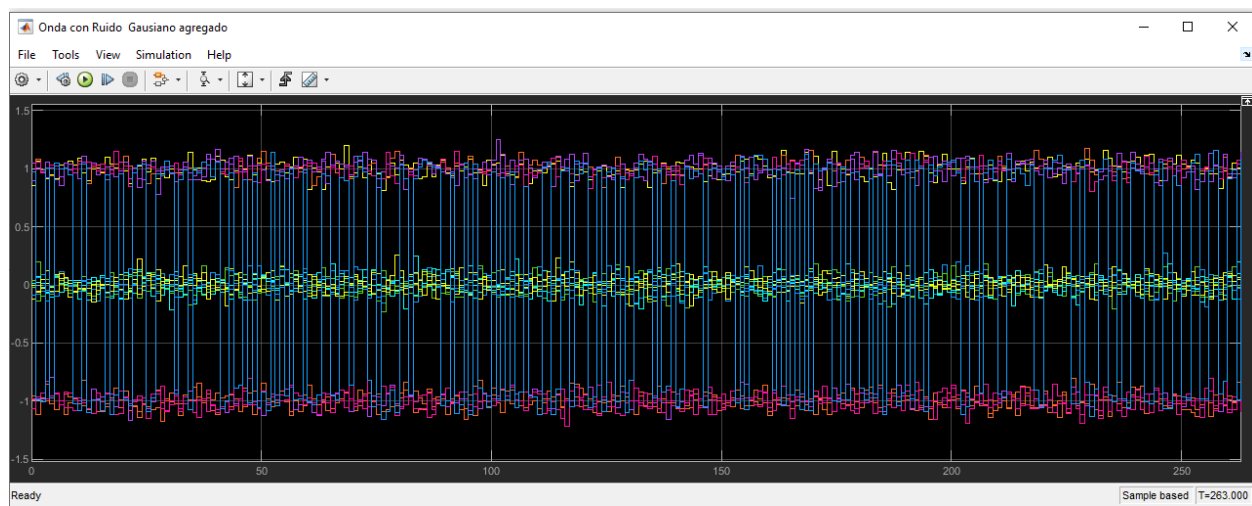 Onda con Ruido  Gausiano agregado
File Tools View Simulation Help
1.5
1
0.5
0
-0.5
-1
-1.5
0 50 100 150 200 250
Ready Sample based T=263.000